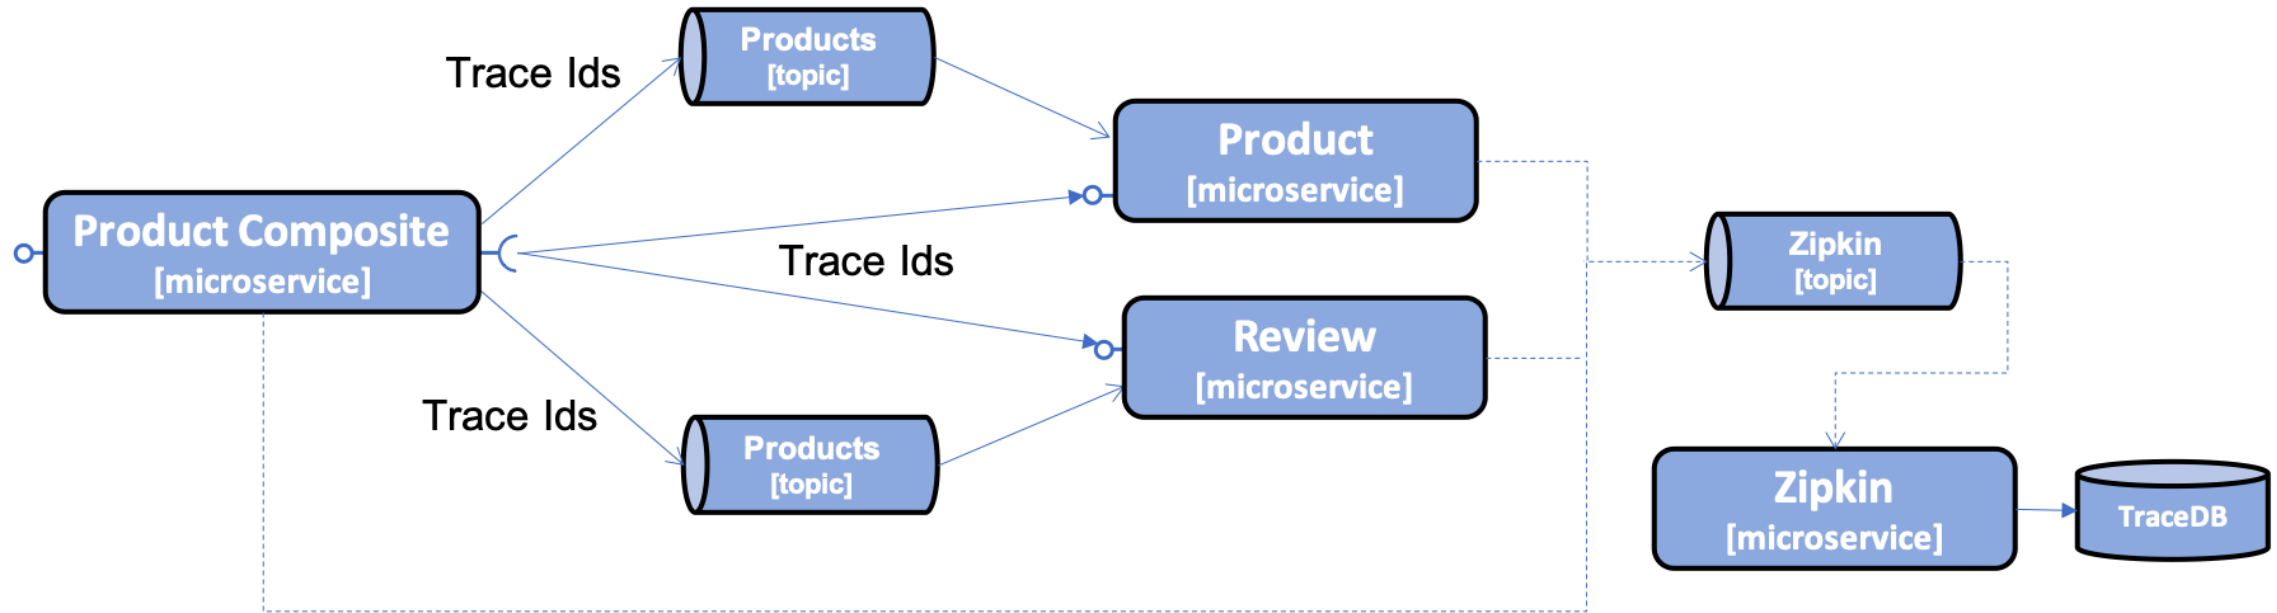 Products
[topic]
Trace Ids
Product
[microservice]
Product Composite
[microservice]
Trace Ids
Zipkin
[topic]
Review
[microservice]
Trace Ids
Products
[topic]
Zipkin
[microservice]
TraceDB